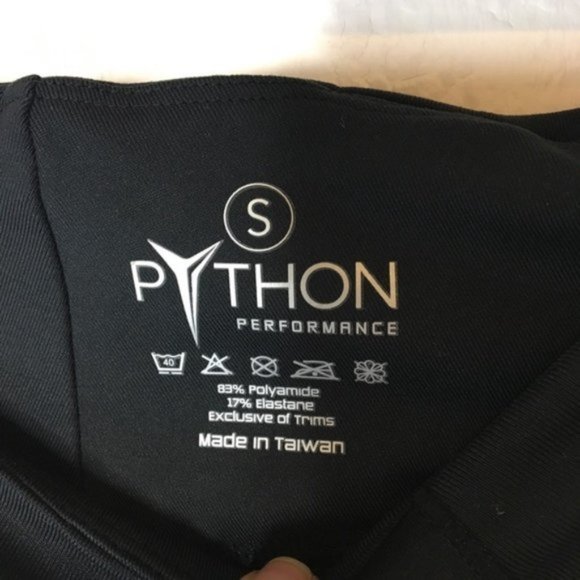 S
PYTHON
PERFORMANCE
40
83% Polyamide
17% Elastane
Exclusive of Trims
Made in Taiwan